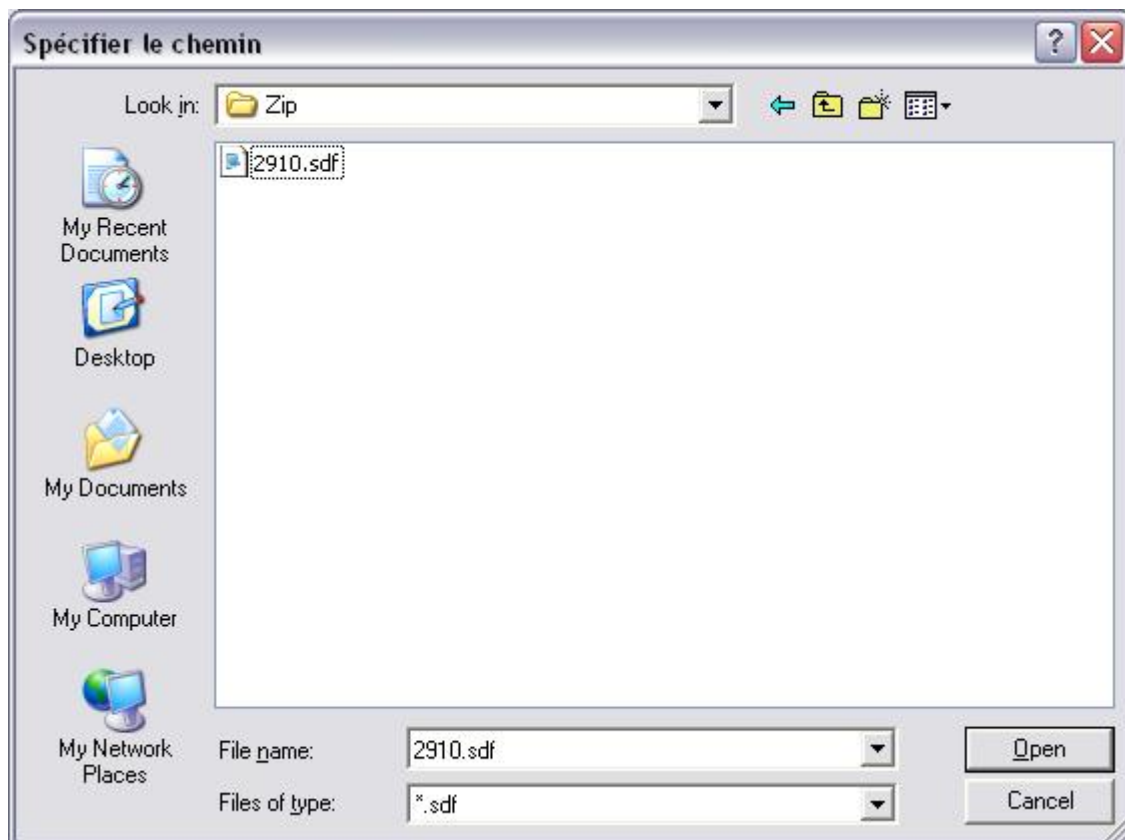 Spécifier le chemin
Look in:
Zip
2910.sdf
My Recent
Documents
Desktop
My Documents
My Computer
My Network
Places
File name:
2910.sdf
Open
Files of type:
*.sdf
Cancel